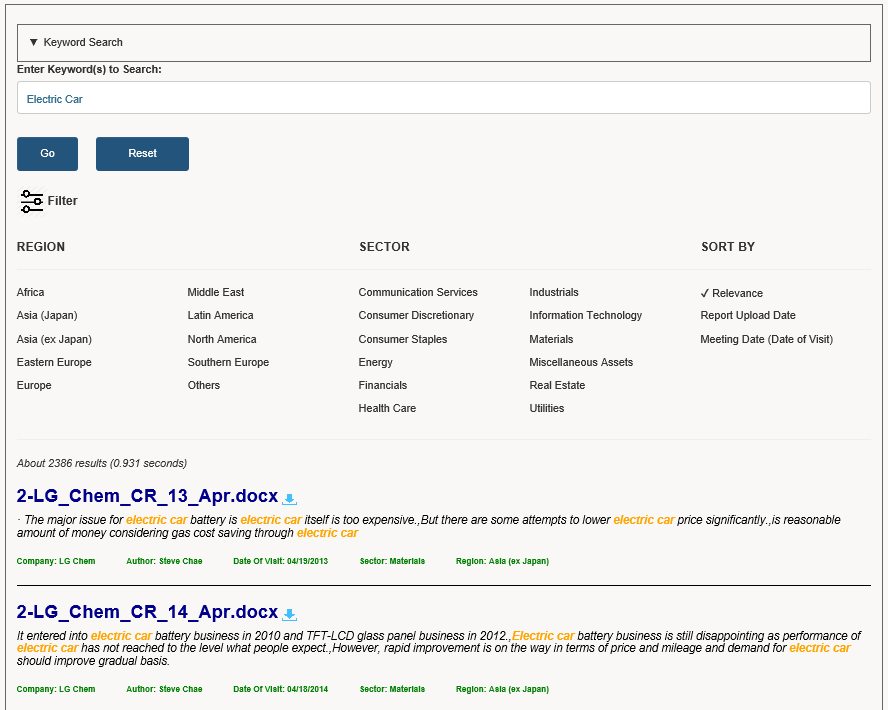 ▼ Keyword Search
Enter Keyword(s) to Search:
Electric Car
Go Reset
Filter
REGION SECTOR SORT BY
Africa Middle East Communication Services Industrials ✓ Relevance
Asia (Japan) Latin America Consumer Discretionary Information Technology Report Upload Date
Asia (ex Japan) North America Consumer Staples Materials Meeting Date (Date of Visit)
Eastern Europe Southern Europe Energy Miscellaneous Assets
Europe Others Financials Real Estate
Health Care Utilities
About 2386 results (0.931 seconds)
2-LG_Chem_CR_13_Apr.docx
· The major issue for electric car battery is electric car itself is too expensive.,But there are some attempts to lower electric car price significantly.,is reasonable
amount of money considering gas cost saving through electric car
Company: LG Chem Author: Steve Chae Date Of Visit: 04/19/2013 Sector: Materials Region: Asia (ex Japan)
2-LG_Chem_CR_14_Apr.docx
It entered into electric car battery business in 2010 and TFT-LCD glass panel business in 2012.,Electric car battery business is still disappointing as performance of
electric car has not reached to the level what people expect.,However, rapid improvement is on the way in terms of price and mileage and demand for electric car
should improve gradual basis.
Company: LG Chem Author: Steve Chae Date Of Visit: 04/18/2014 Sector: Materials Region: Asia (ex Japan)